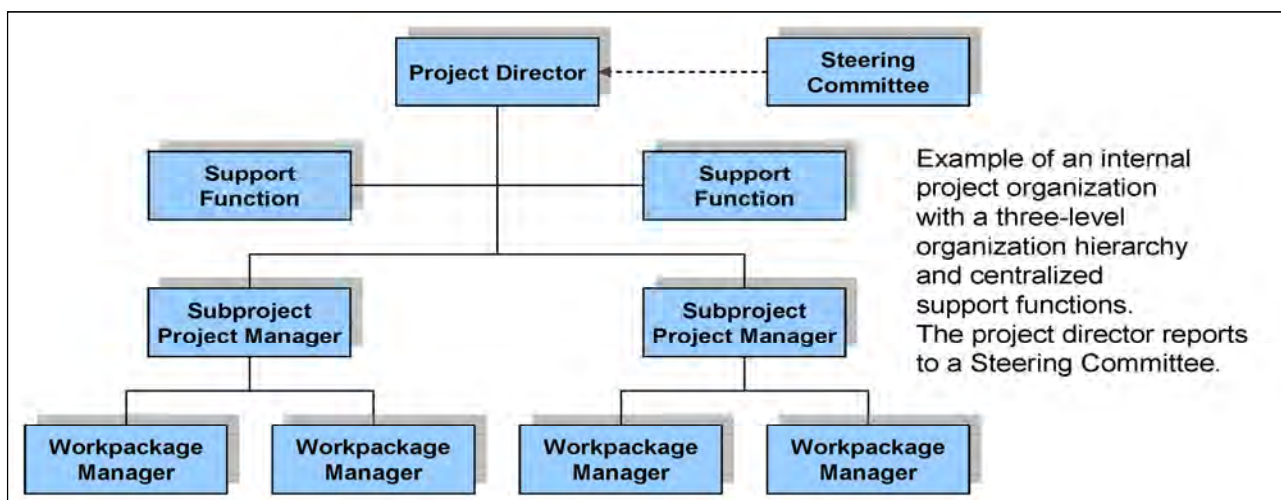 Project Director
Steering
Committee
Support
Function
Support
Function
Example of an internal
project organization
with a three-level
organization hierarchy
and centralized
support functions.
The project director reports
to a Steering Committee.
Subproject
Project Manager
Subproject
Project Manager
Workpackage
Manager
Workpackage
Manager
Workpackage
Manager
Workpackage
Manager